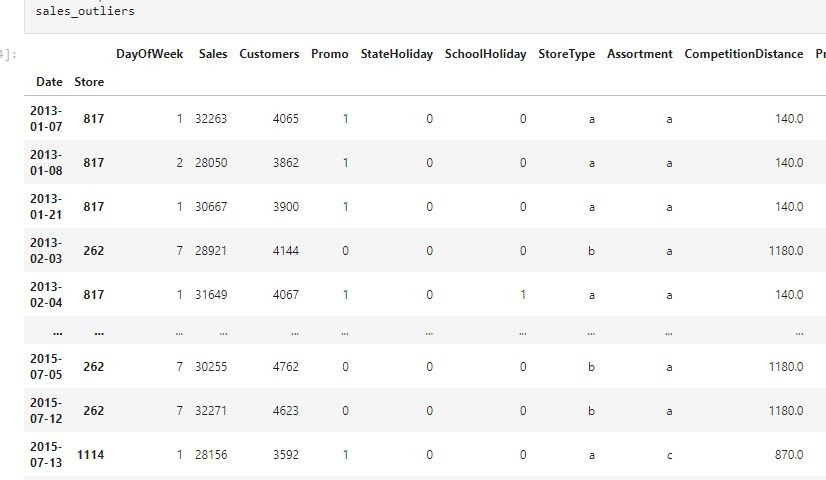 sales_outliers
4]:
DayOfWeek Sales Customers Promo StateHoliday SchoolHoliday StoreType Assortment CompetitionDistance Pr
Date Store
2013-
01-07 817 1 32263 4065 1 0 0 a a 140.0
2013-
01-08 817 2 28050 3862 1 0 0 a a 140.0
2013-
01-21 817 1 30667 3900 1 0 0 a a 140.0
2013-
02-03 262 7 28921 4144 0 0 0 b a 1180.0
2013-
02-04 817 1 31649 4067 1 0 1 a a 140.0
... ... ... ... ... ... ... ... ... ... ...
2015-
07-05 262 7 30255 4762 0 0 0 b a 1180.0
2015-
07-12 262 7 32271 4623 0 0 0 b a 1180.0
2015-
07-13 1114 1 28156 3592 1 0 0 a c 870.0